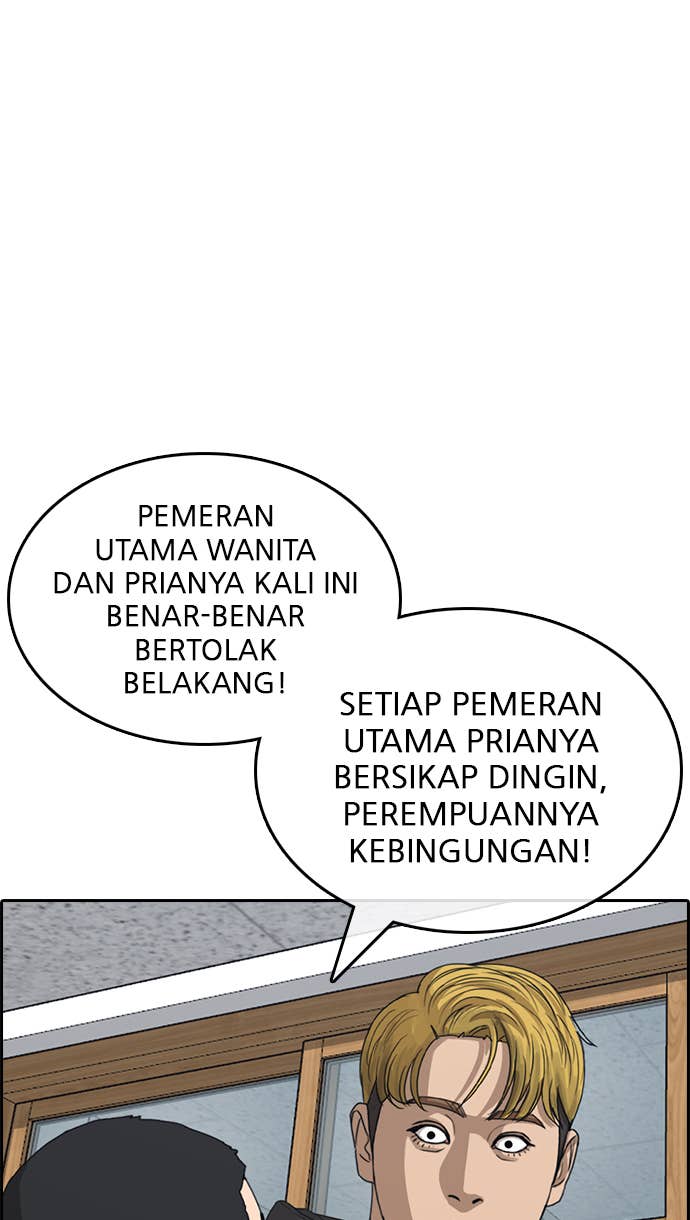 PEMERAN
UTAMA WANITA
DAN PRIANYA KALI INI
BENAR-BENAR
BERTOLAK
BELAKANG!
SETIAP PEMERAN
UTAMA PRIANYA
BERSIKAP DINGIN,
PEREMPUANNYA
KEBINGUNGAN!